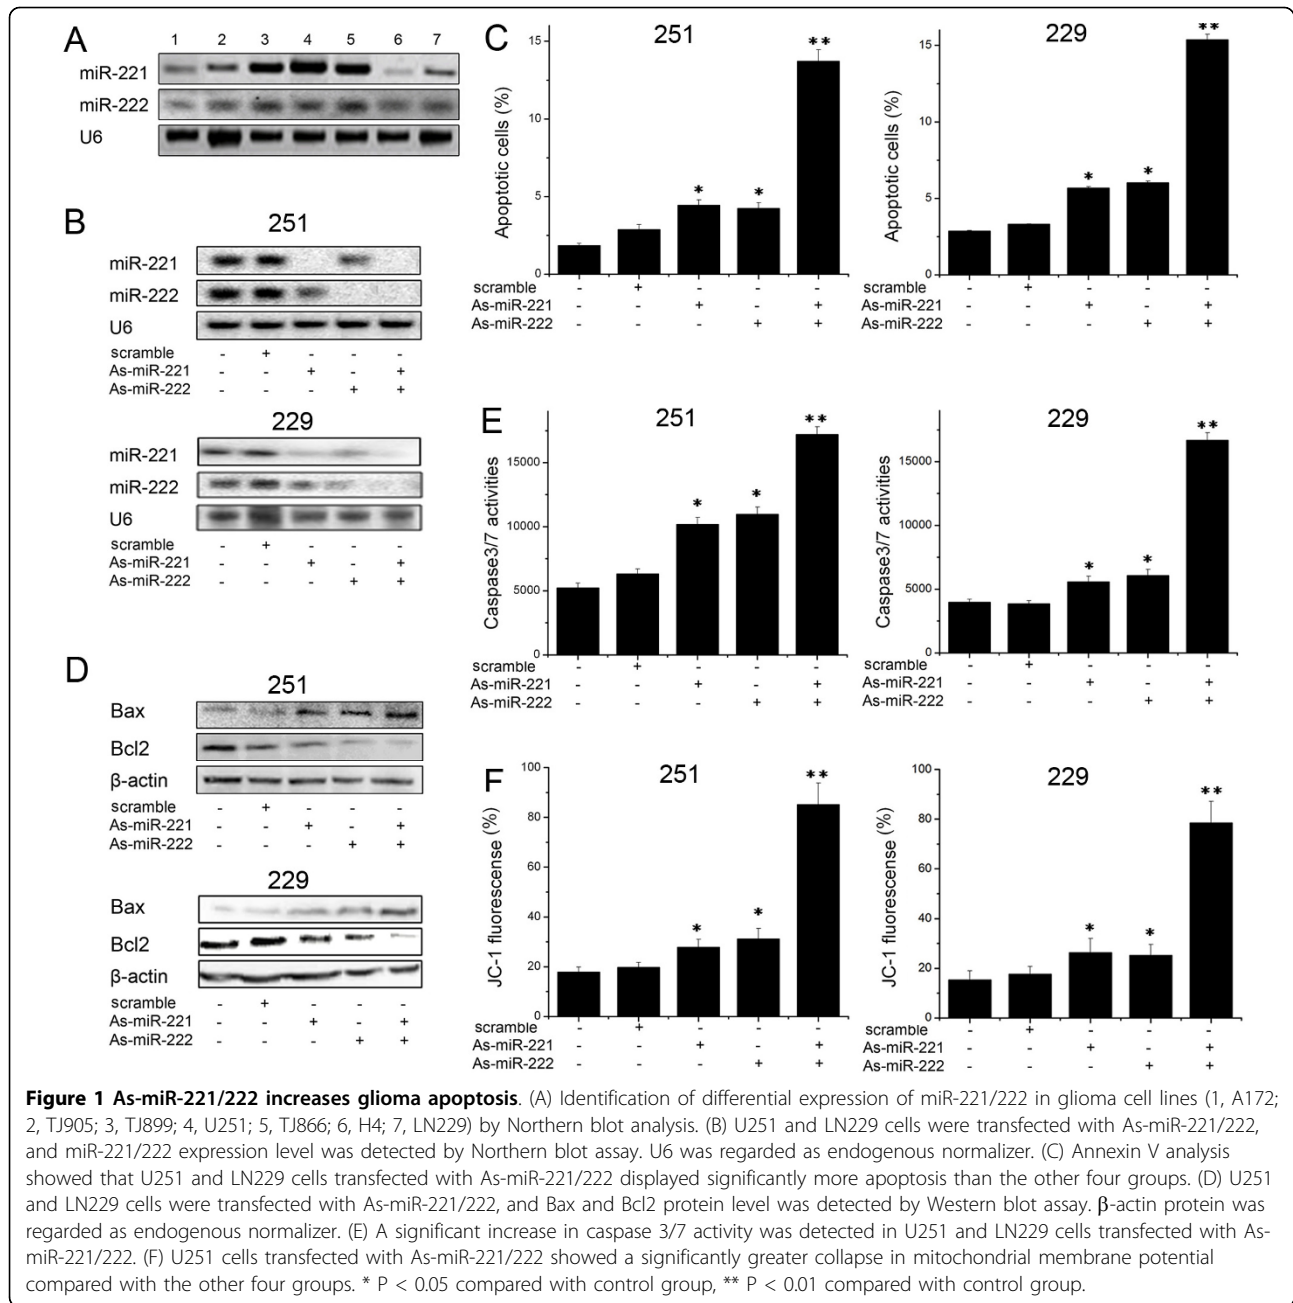 A
1 2 3 4 5 6 7
miR-221
miR-222
U6
B
251
miR-221
miR-222
U6
scramble - + - - -
As-miR-221 - - + - +
As-miR-222 - - - + +
229
miR-221
miR-222
U6
scramble - + - - -
As-miR-221 - - + - +
As-miR-222 - - - + +
C
251
Apoptotic cells (%)
15
10
5
0
* * **
scramble - + - - -
As-miR-221 - - + - +
As-miR-222 - - - + +
229
Apoptotic cells (%)
15
10
5
0
* * **
scramble - + - - -
As-miR-221 - - + - +
As-miR-222 - - - + +
D
251
Bax
Bcl2
β-actin
scramble - + - - -
As-miR-221 - - + - +
As-miR-222 - - - + +
229
Bax
Bcl2
β-actin
scramble - + - - -
As-miR-221 - - + - +
As-miR-222 - - - + +
E
251
Caspase3/7 activities
15000
10000
5000
0
* * **
scramble - + - - -
As-miR-221 - - + - +
As-miR-222 - - - + +
229
Caspase3/7 activities
15000
10000
5000
0
* * **
scramble - + - - -
As-miR-221 - - + - +
As-miR-222 - - - + +
F
251
JC-1 fluorescense (%)
100
80
60
40
20
0
* * **
scramble - + - - -
As-miR-221 - - + - +
As-miR-222 - - - + +
229
JC-1 fluorescense (%)
100
80
60
40
20
0
* * **
scramble - + - - -
As-miR-221 - - + - +
As-miR-222 - - - + +
Figure 1 As-miR-221/222 increases glioma apoptosis. (A) Identification of differential expression of miR-221/222 in glioma cell lines (1, A172;
2, TJ905; 3, TJ899; 4, U251; 5, TJ866; 6, H4; 7, LN229) by Northern blot analysis. (B) U251 and LN229 cells were transfected with As-miR-221/222,
and miR-221/222 expression level was detected by Northern blot assay. U6 was regarded as endogenous normalizer. (C) Annexin V analysis
showed that U251 and LN229 cells transfected with As-miR-221/222 displayed significantly more apoptosis than the other four groups. (D) U251
and LN229 cells were transfected with As-miR-221/222, and Bax and Bcl2 protein level was detected by Western blot assay. β-actin protein was
regarded as endogenous normalizer. (E) A significant increase in caspase 3/7 activity was detected in U251 and LN229 cells transfected with As-
miR-221/222. (F) U251 cells transfected with As-miR-221/222 showed a significantly greater collapse in mitochondrial membrane potential
compared with the other four groups. * P < 0.05 compared with control group, ** P < 0.01 compared with control group.